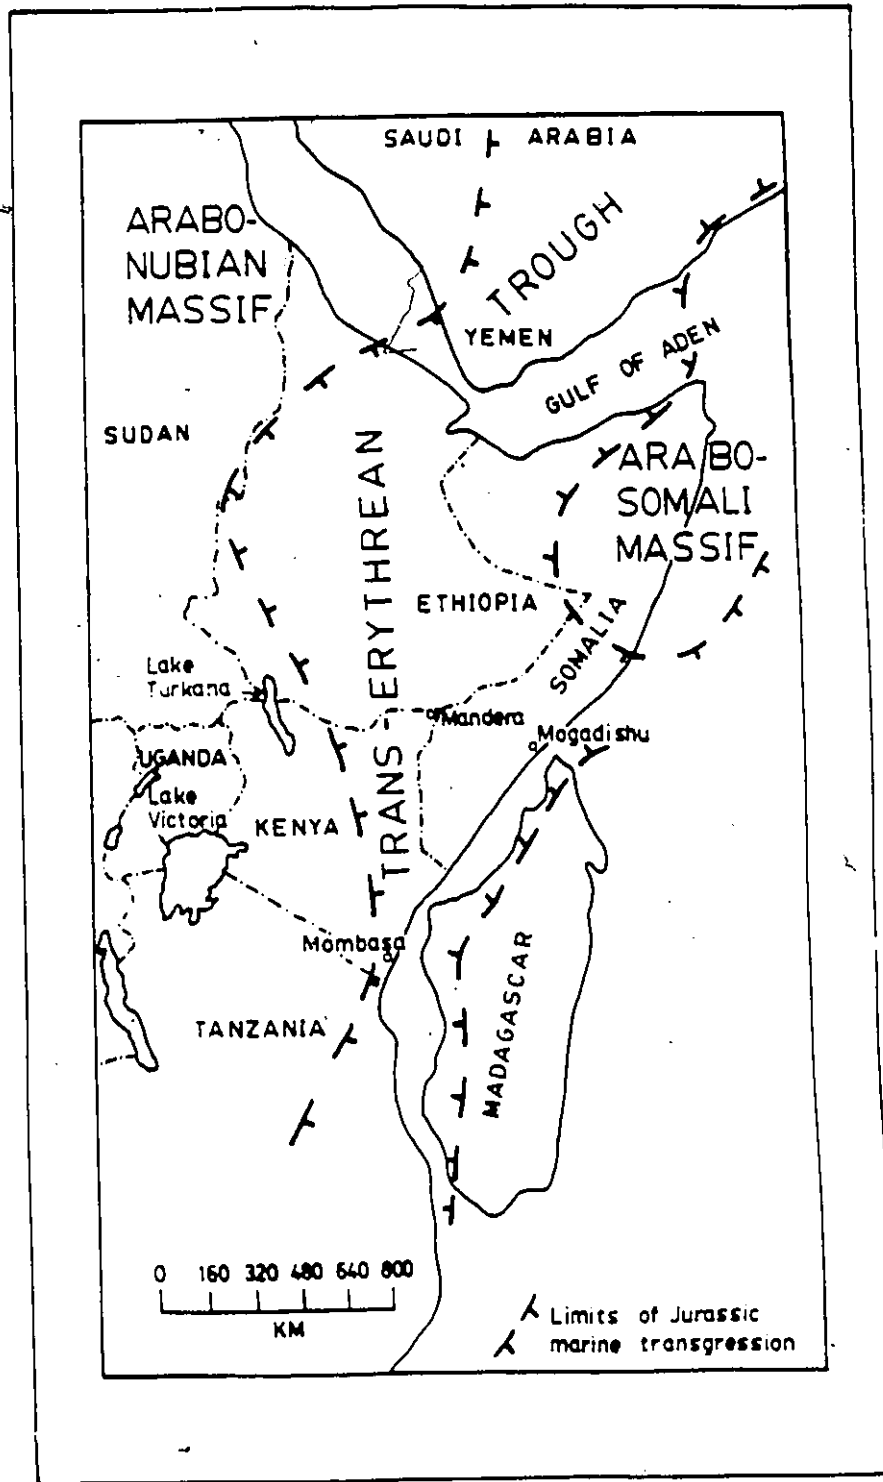 SAUDI ARABIA
ARABO-
NUBIAN
MASSIF
TROUGH
YEMEN
GULF OF ADEN
SUDAN
ARABO-
SOMALI
MASSIF
TRANS-ERYTHREAN
ETHIOPIA
SOMALIA
Lake
Turkana
Mandera
Mogadishu
UGANDA
Lake
Victoria
KENYA
Mombasa
MADAGASCAR
TANZANIA
0 160 320 480 640 800
KM
Limits of Jurassic
marine transgression